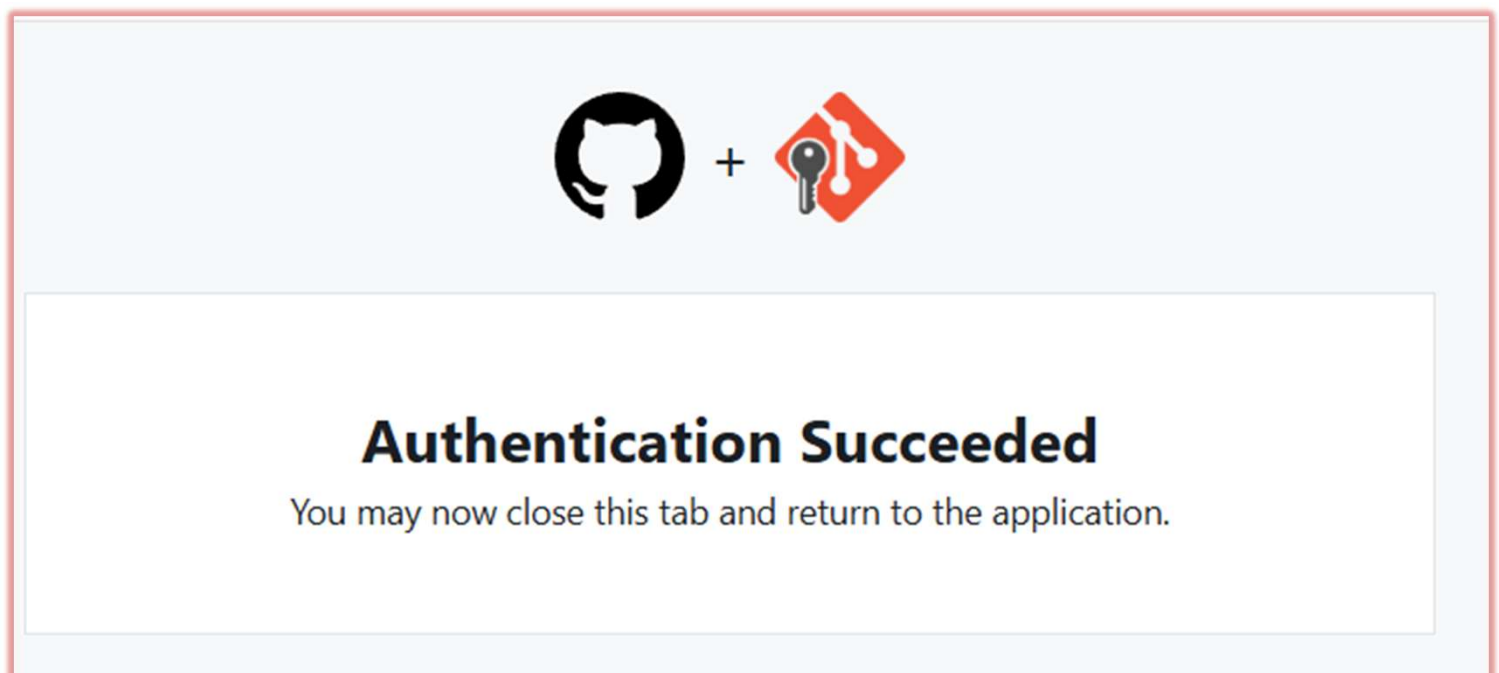 +
Authentication Succeeded
You may now close this tab and return to the application.